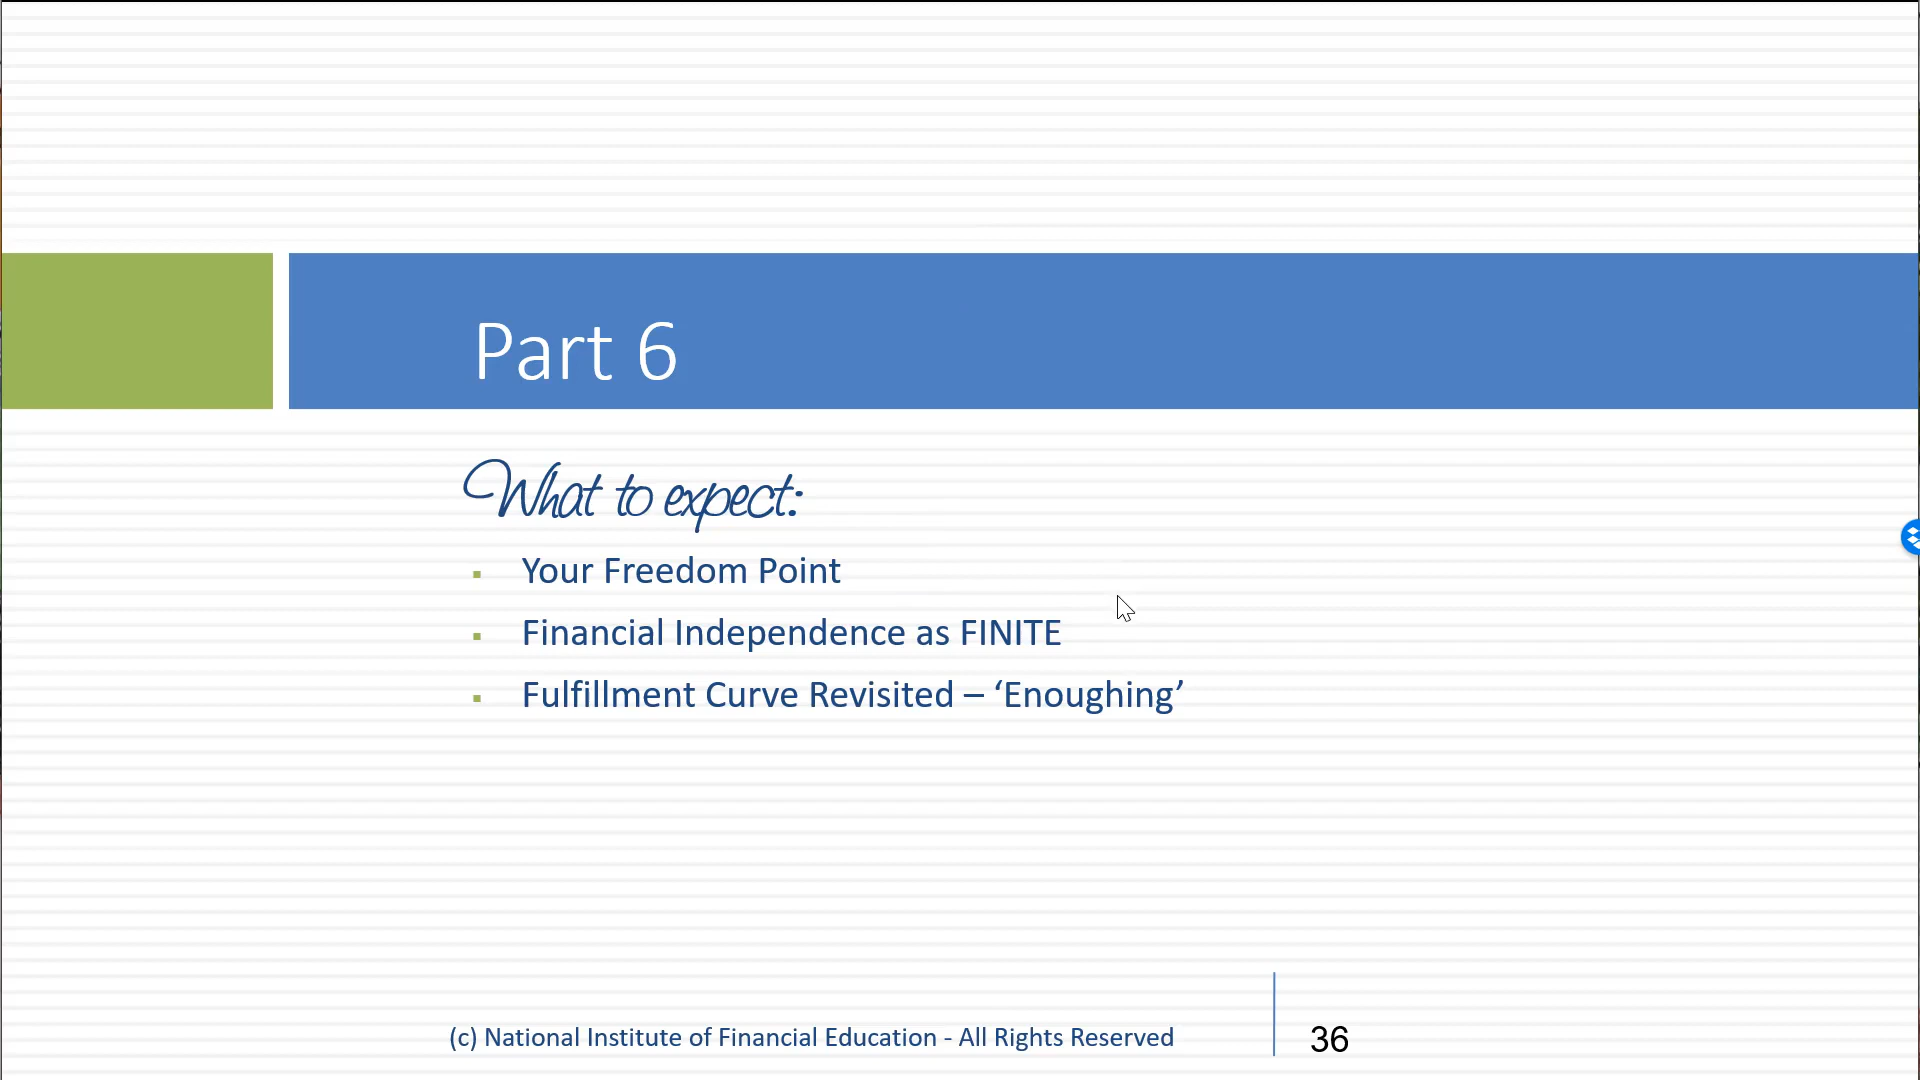 Part 6
What to expect:
▪ Your Freedom Point
▪ Financial Independence as FINITE
▪ Fulfillment Curve Revisited – ‘Enoughing’
(c) National Institute of Financial Education - All Rights Reserved
36